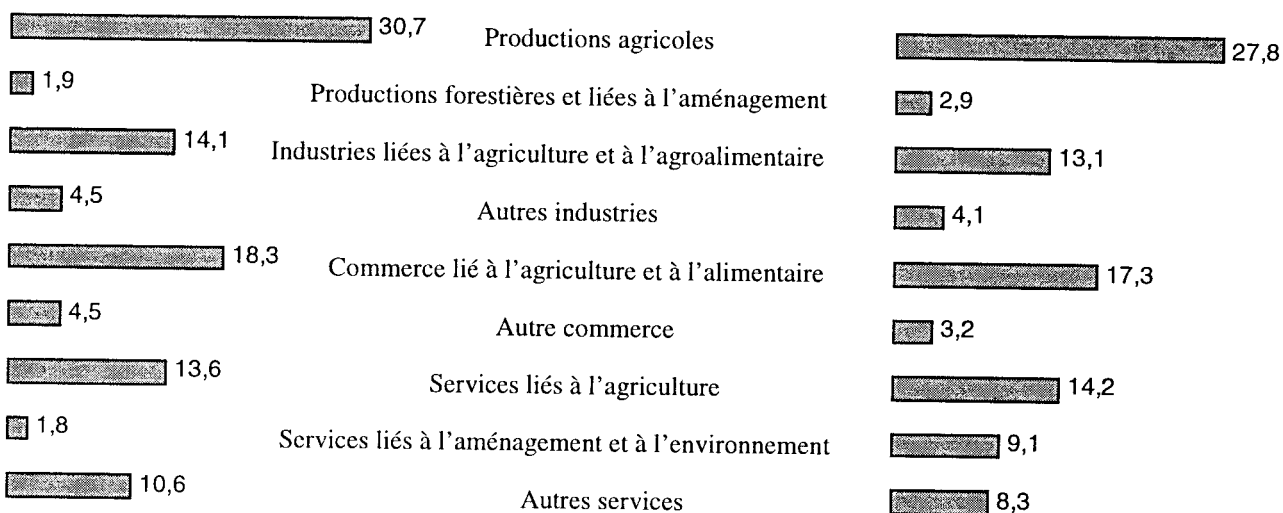 30,7 Productions agricoles 27,8
1,9 Productions forestières et liées à l'aménagement 2,9
14,1 Industries liées à l'agriculture et à l'agroalimentaire 13,1
4,5 Autres industries 4,1
18,3 Commerce lié à l'agriculture et à l'alimentaire 17,3
4,5 Autre commerce 3,2
13,6 Services liés à l'agriculture 14,2
1,8 Services liés à l'aménagement et à l'environnement 9,1
10,6 Autres services 8,3